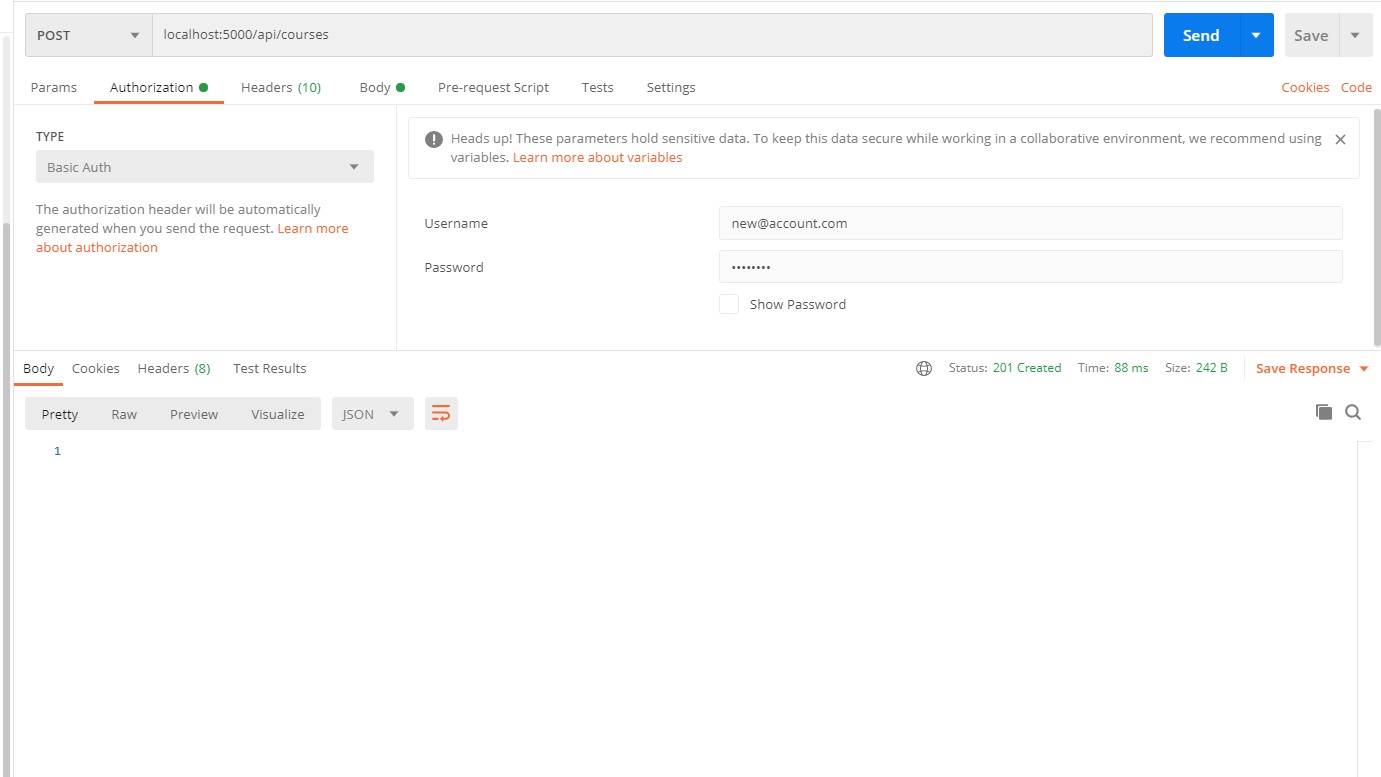 POST localhost:5000/api/courses Send Save
Params Authorization Headers (10) Body Pre-request Script Tests Settings Cookies Code
TYPE
Basic Auth
The authorization header will be automatically
generated when you send the request. Learn more
about authorization
Heads up! These parameters hold sensitive data. To keep this data secure while working in a collaborative environment, we recommend using
variables. Learn more about variables
Username new@account.com
Password ••••••••
Show Password
Body Cookies Headers (8) Test Results Status: 201 Created Time: 88 ms Size: 242 B Save Response
Pretty Raw Preview Visualize JSON
1